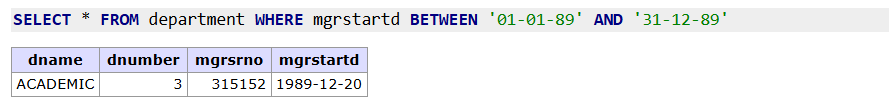 SELECT * FROM department WHERE mgrstartd BETWEEN '01-01-89' AND '31-12-89'
dname dnumber mgrsrno mgrstartd
ACADEMIC 3 315152 1989-12-20